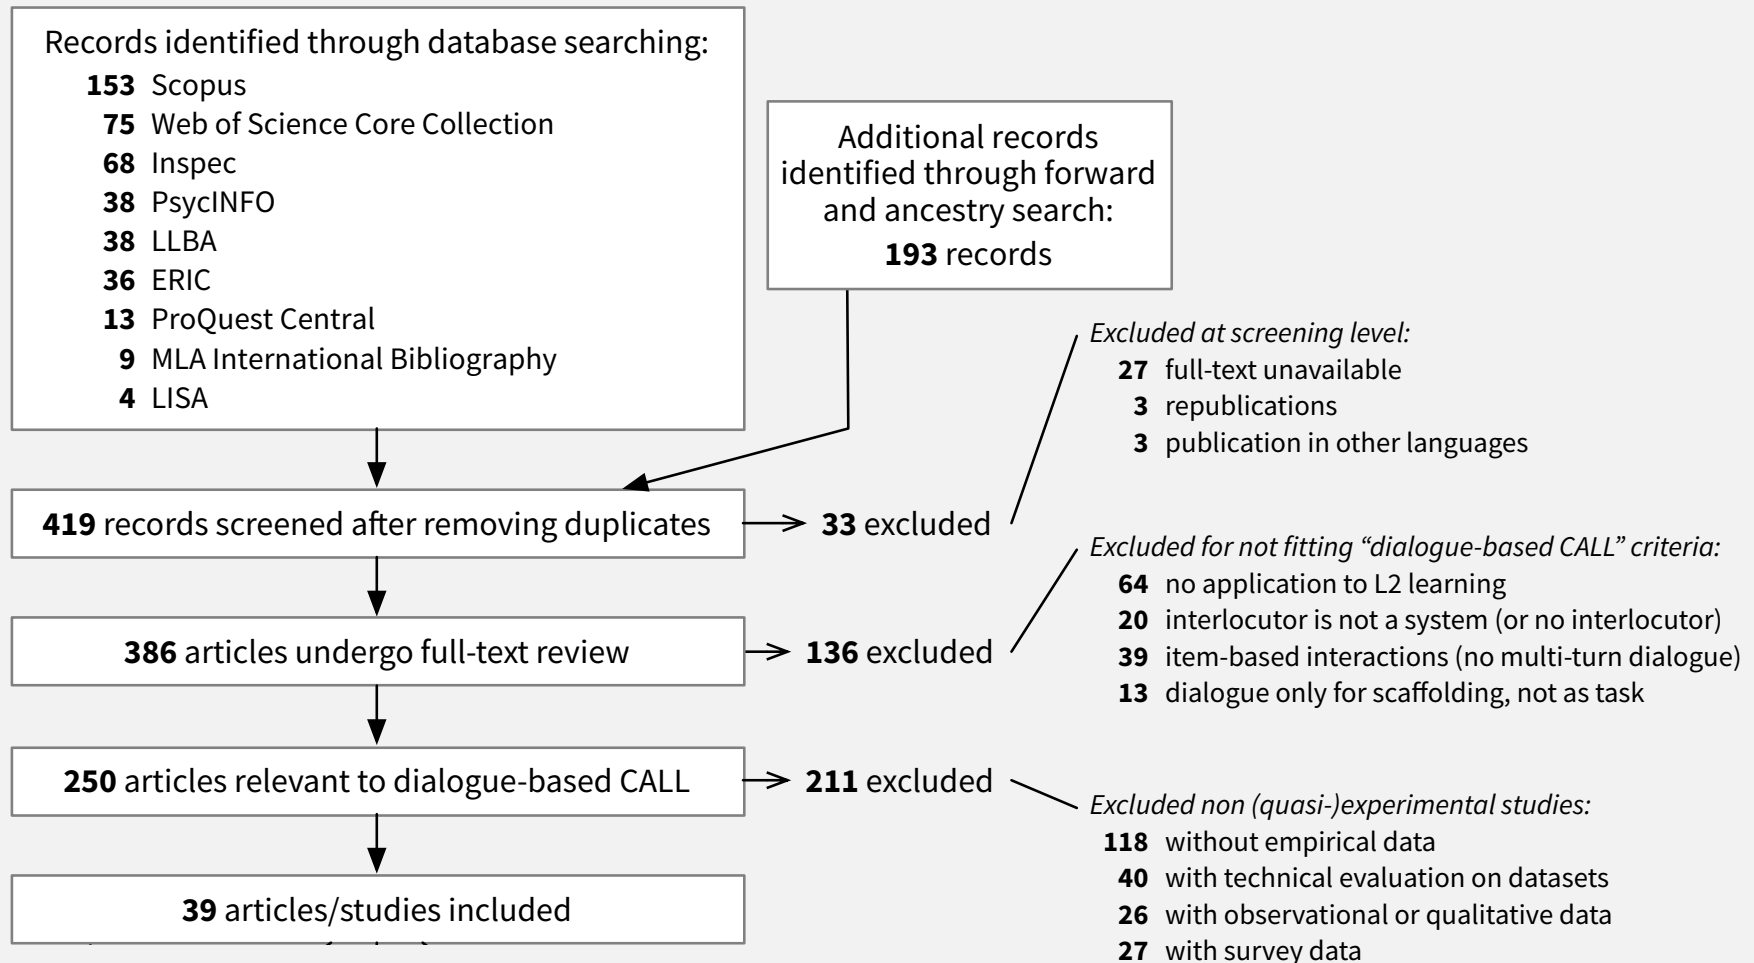 Records identified through database searching:
153 Scopus
75 Web of Science Core Collection
68 Inspec
38 PsycINFO
38 LLBA
36 ERIC
13 ProQuest Central
9 MLA International Bibliography
4 LISA
Additional records
identified through forward
and ancestry search:
193 records
419 records screened after removing duplicates
33 excluded
Excluded at screening level:
27 full-text unavailable
3 republications
3 publication in other languages
386 articles undergo full-text review
136 excluded
Excluded for not fitting “dialogue-based CALL” criteria:
64 no application to L2 learning
20 interlocutor is not a system (or no interlocutor)
39 item-based interactions (no multi-turn dialogue)
13 dialogue only for scaffolding, not as task
250 articles relevant to dialogue-based CALL
211 excluded
Excluded non (quasi-)experimental studies:
118 without empirical data
40 with technical evaluation on datasets
26 with observational or qualitative data
27 with survey data
39 articles/studies included